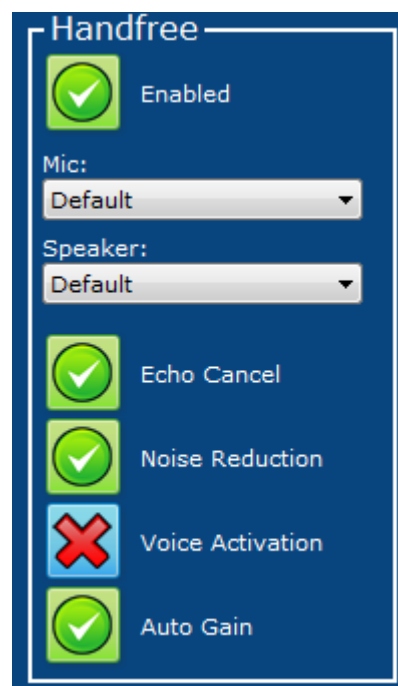 Handfree
Enabled
Mic:
Default
Speaker:
Default
Echo Cancel
Noise Reduction
Voice Activation
Auto Gain